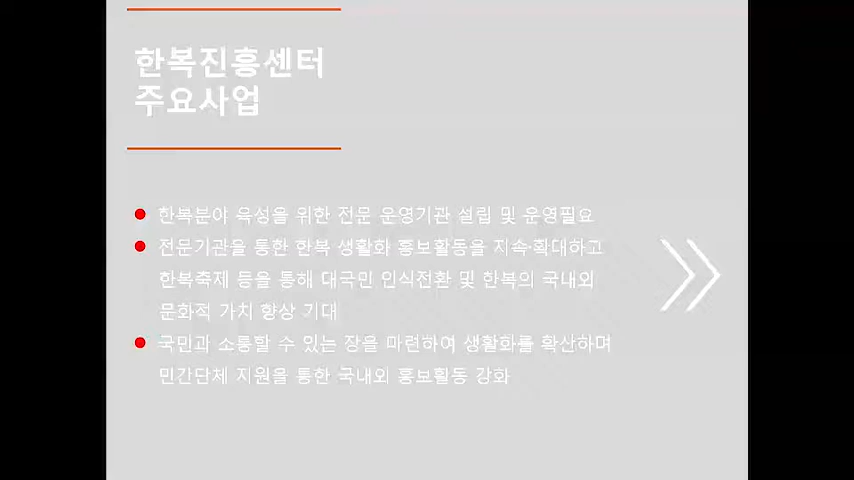 한복진흥센터
주요사업
한복분야 육성을 위한 전문 운영기관 설립 및 운영필요
전문기관을 통한 한복 생활화 홍보활동을 지속·확대하고
한복축제 등을 통해 대국민 인식전환 및 한복의 국내외
문화적 가치 향상 기대
국민과 소통할 수 있는 장을 마련하여 생활화를 확산하며
민간단체 지원을 통한 국내외 홍보활동 강화